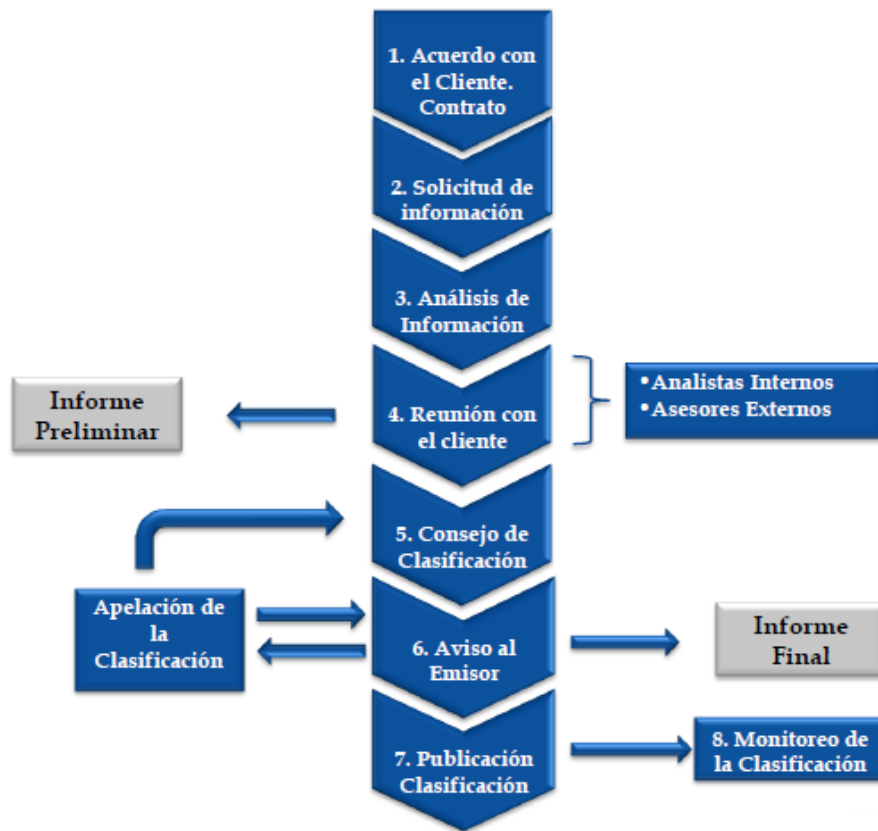 1. Acuerdo con
el Cliente.
Contrato
2. Solicitud de
información
3. Análisis de
Información
Informe
Preliminar
4. Reunión con
el cliente
•Analistas Internos
•Asesores Externos
5. Consejo de
Clasificación
Apelación de
la
Clasificación
6. Aviso al
Emisor
Informe
Final
7. Publicación
Clasificación
8. Monitoreo de
la Clasificación